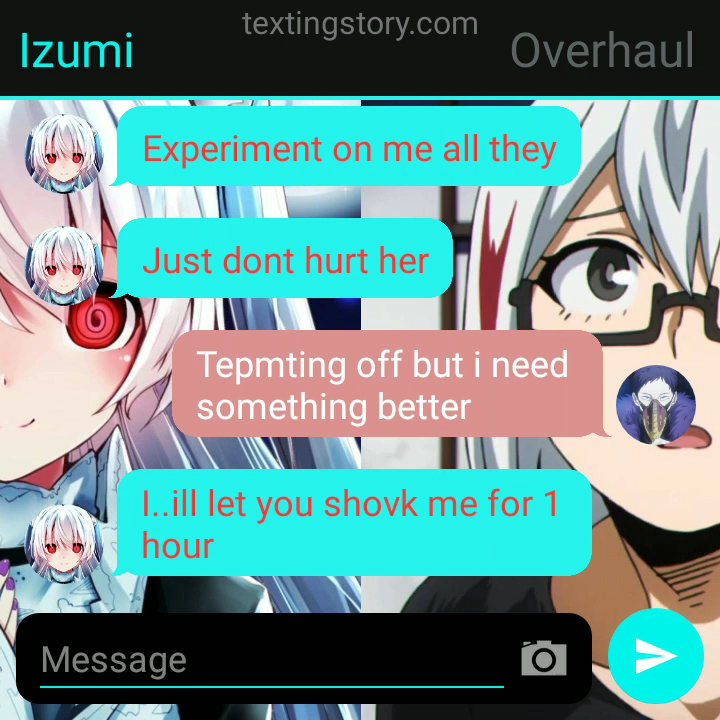 textingstory.com
Izumi
Overhaul
Experiment on me all they
Just dont hurt her
Tepmting off but i need
something better
I..ill let you shovk me for 1
hour
Message